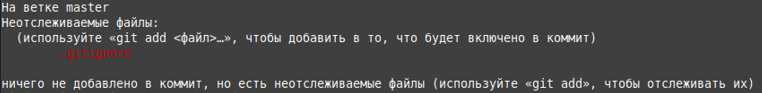 На ветке master
Неотслеживаемые файлы:
(используйте «git add <файл>…», чтобы добавить в то, что будет включено в коммит)
.gitignore
ничего не добавлено в коммит, но есть неотслеживаемые файлы (используйте «git add», чтобы отслеживать их)